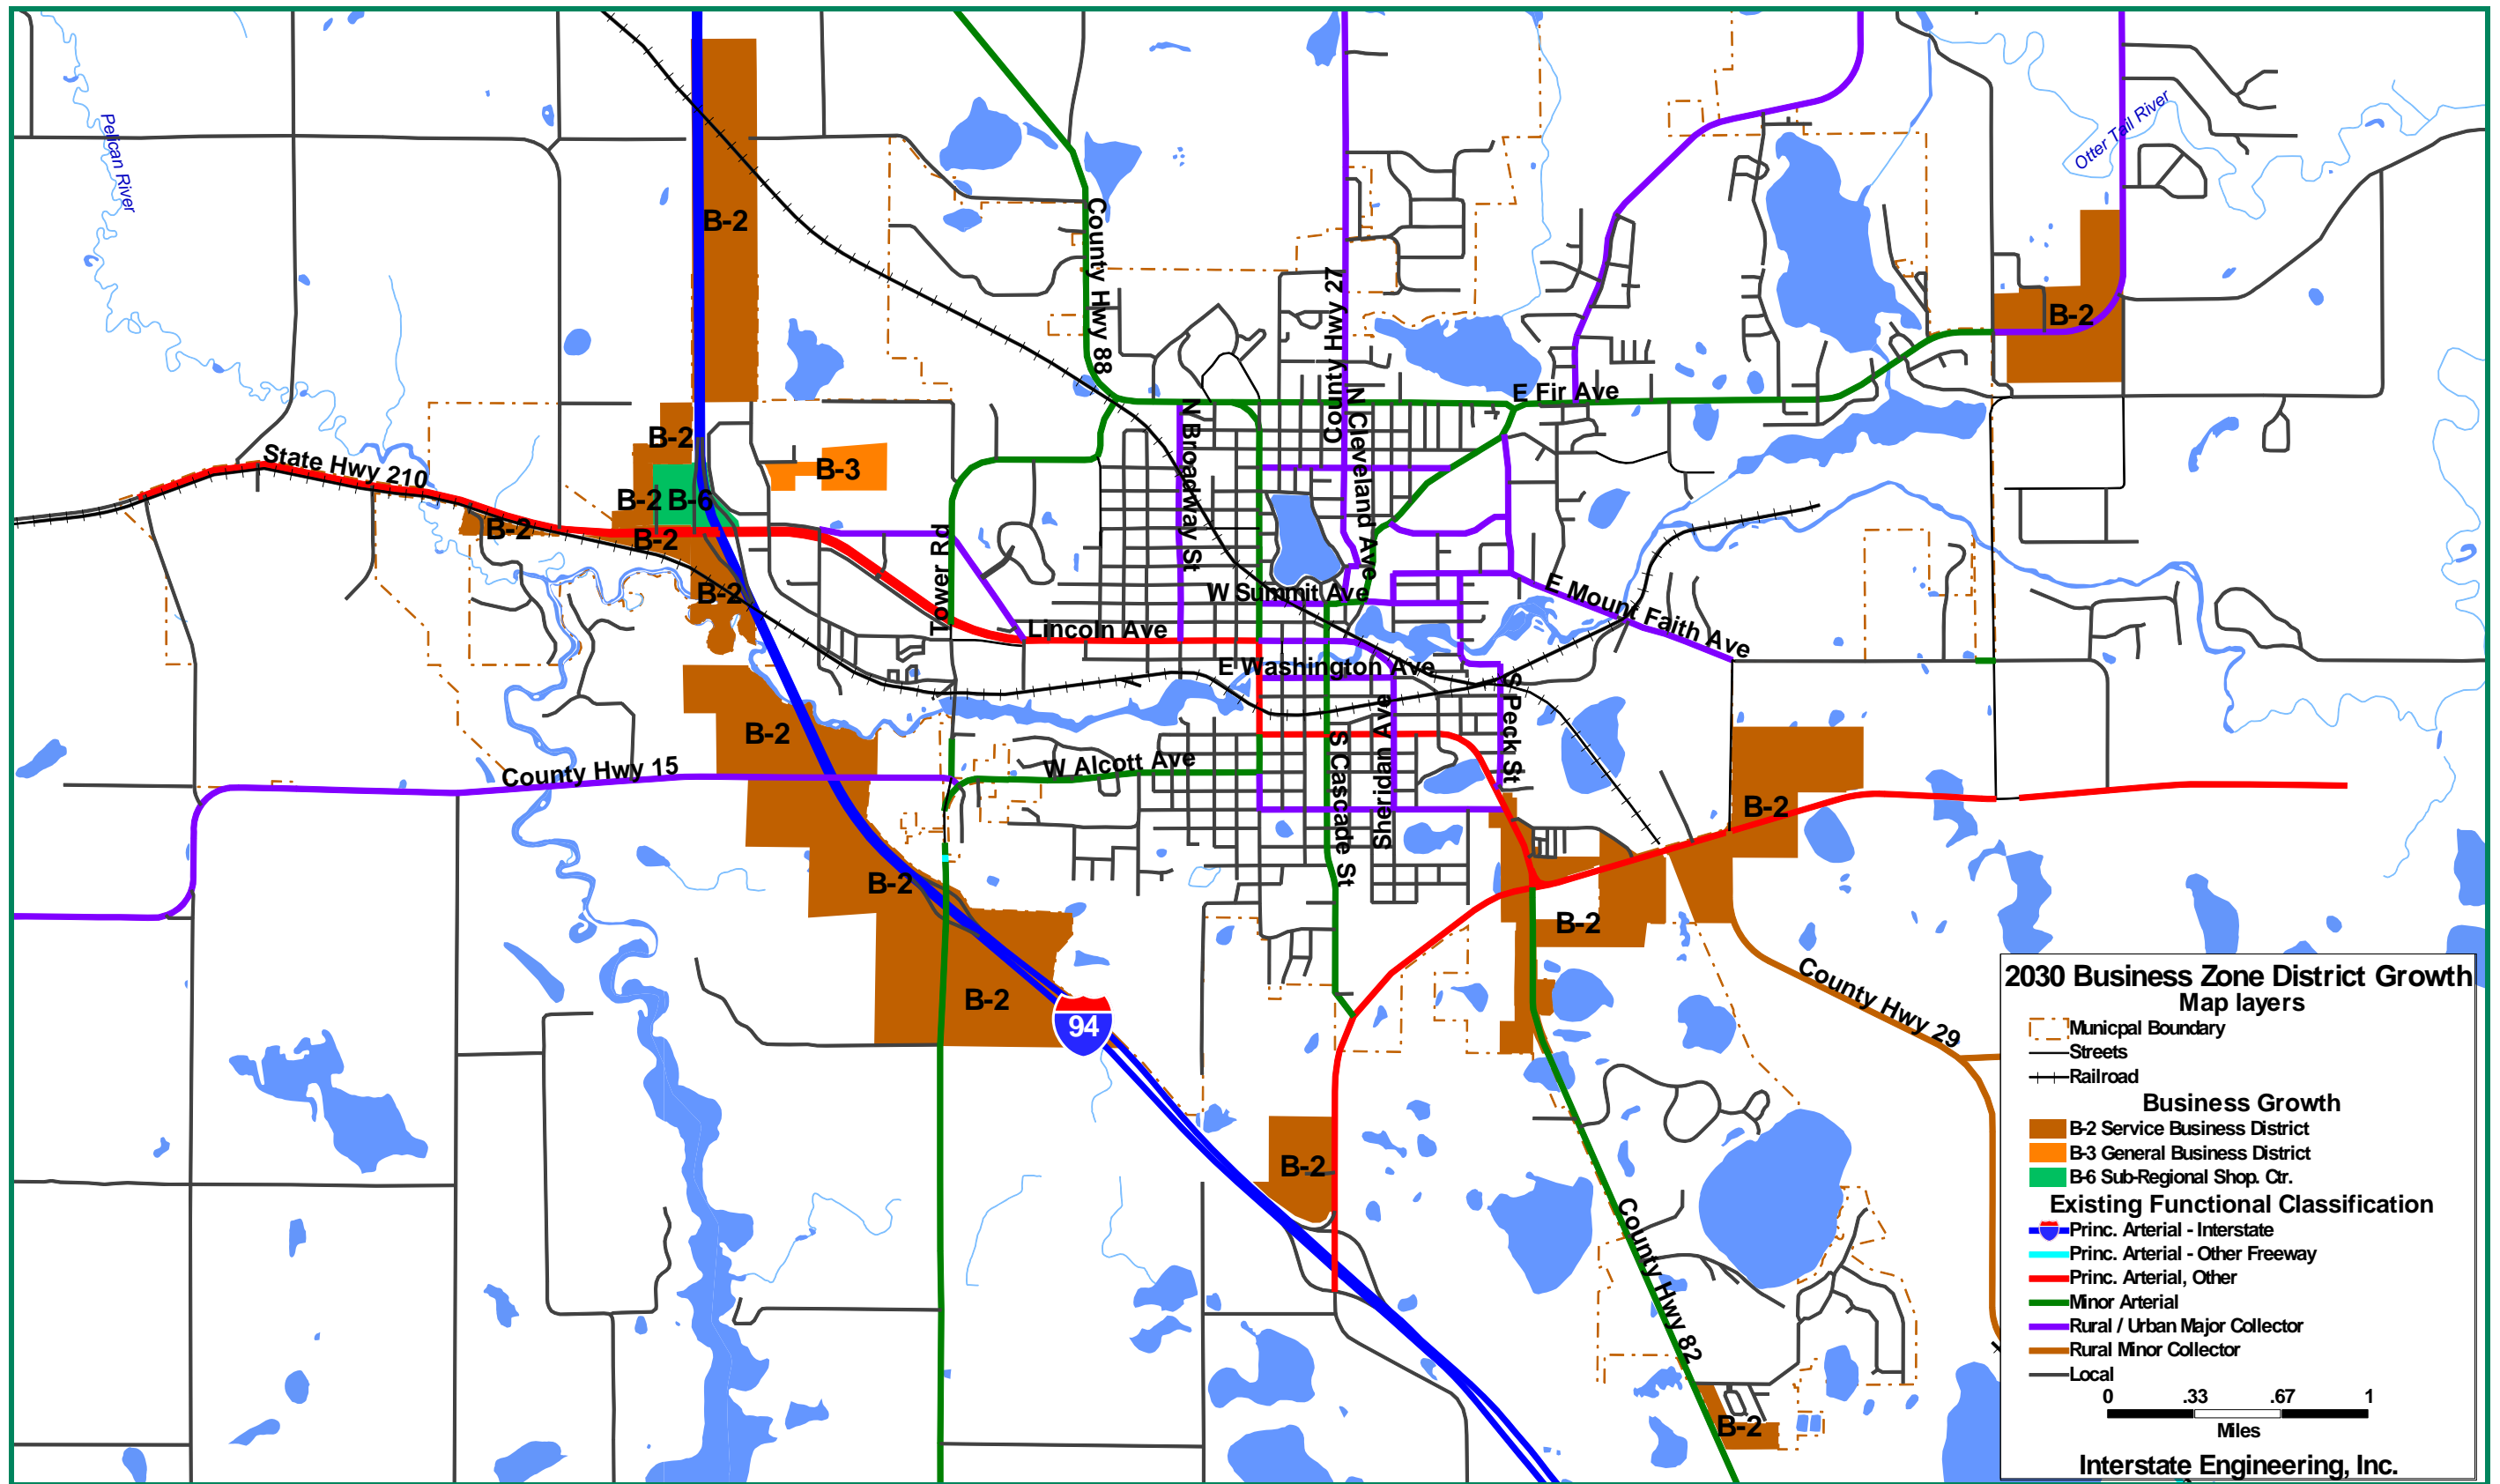 Pelican River
Otter Tail River
B-2
County Hwy 88
County Hwy 27
B-2
E Fir Ave
N Broadway St
N Cleveland Ave
B-2
State Hwy 210
B-3
B-2
B-6
B-2
B-2
Tower Rd
B-2
W Summit Ave
E Mount Faith Ave
Lincoln Ave
E Washington Ave
S Peck St
B-2
Sheridan Ave
S Cascade St
County Hwy 15
W Alcott Ave
B-2
B-2
B-2
B-2
94
County Hwy 29
B-2
County Hwy 82
B-2
2030 Business Zone District Growth
Map layers
Municpal Boundary
Streets
Railroad
Business Growth
B-2 Service Business District
B-3 General Business District
B-6 Sub-Regional Shop. Ctr.
Existing Functional Classification
Princ. Arterial - Interstate
Princ. Arterial - Other Freeway
Princ. Arterial, Other
Minor Arterial
Rural / Urban Major Collector
Rural Minor Collector
Local
0 .33 .67 1
Miles
Interstate Engineering, Inc.